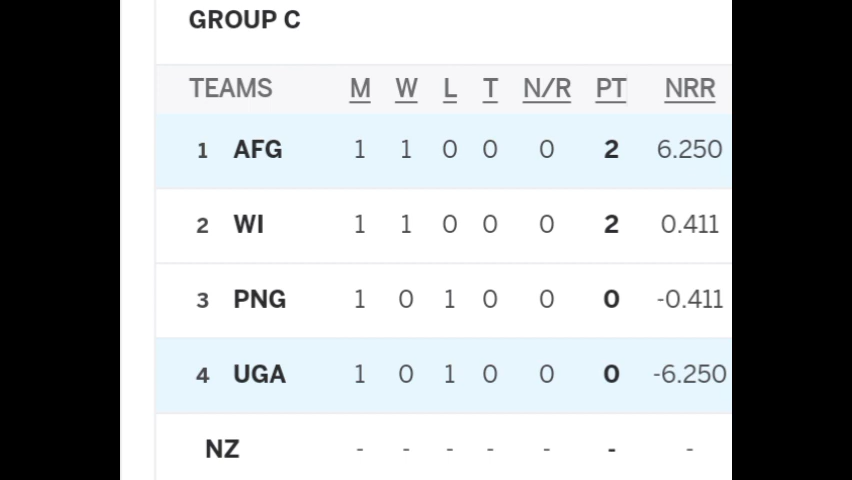 GROUP C
TEAMS M W L T N/R PT NRR
1 AFG 1 1 0 0 0 2 6.250
2 WI 1 1 0 0 0 2 0.411
3 PNG 1 0 1 0 0 0 -0.411
4 UGA 1 0 1 0 0 0 -6.250
NZ - - - - - - -